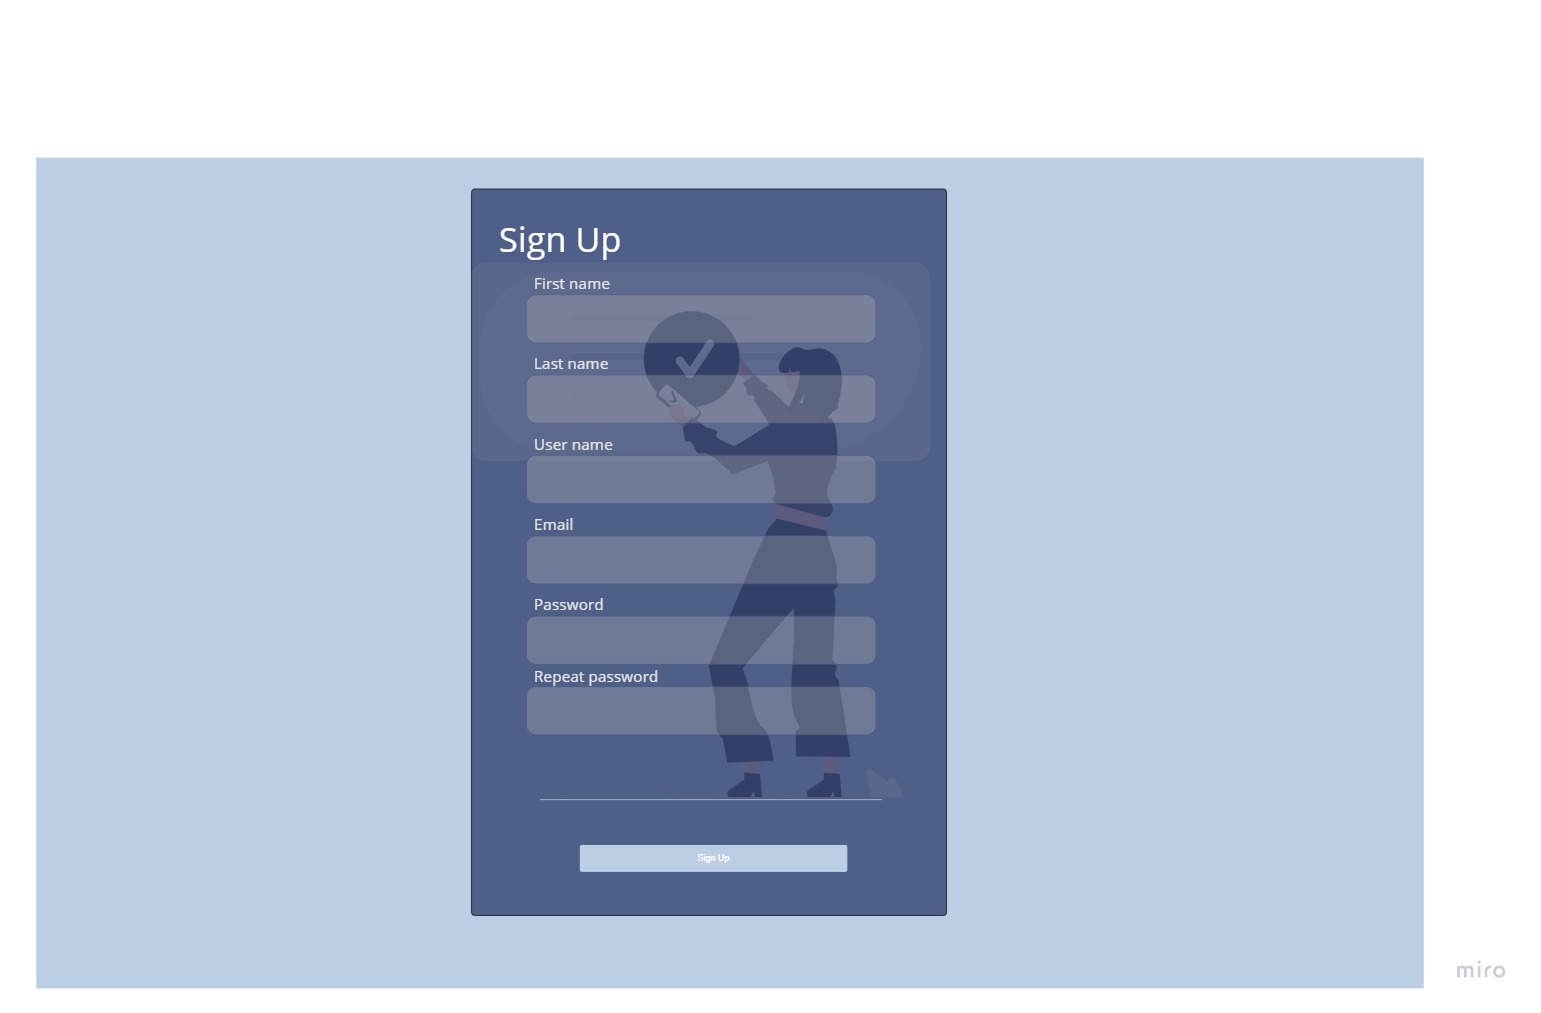 Sign Up
First name
Last name
User name
Email
Password
Repeat password
Sign Up
miro